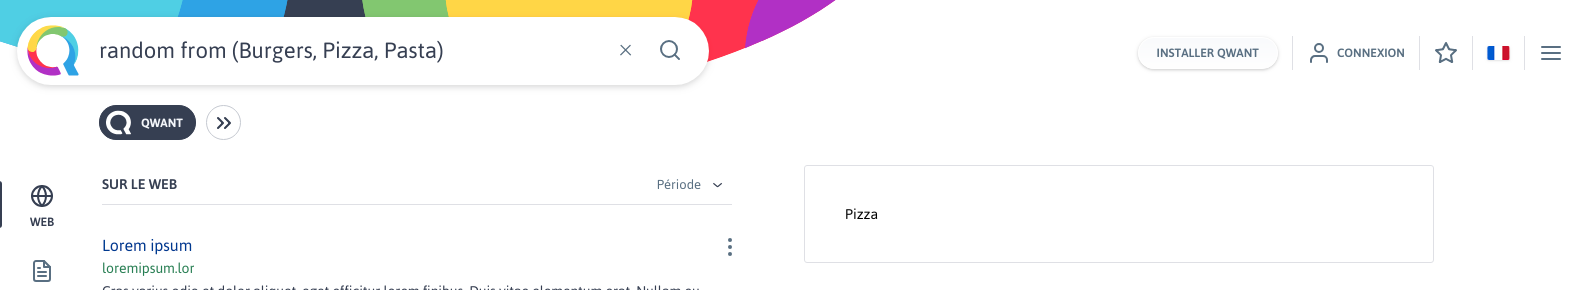 random from (Burgers, Pizza, Pasta)
INSTALLER QWANT
CONNEXION
QWANT
SUR LE WEB
Période
WEB
Pizza
Lorem ipsum
loremipsum.lor